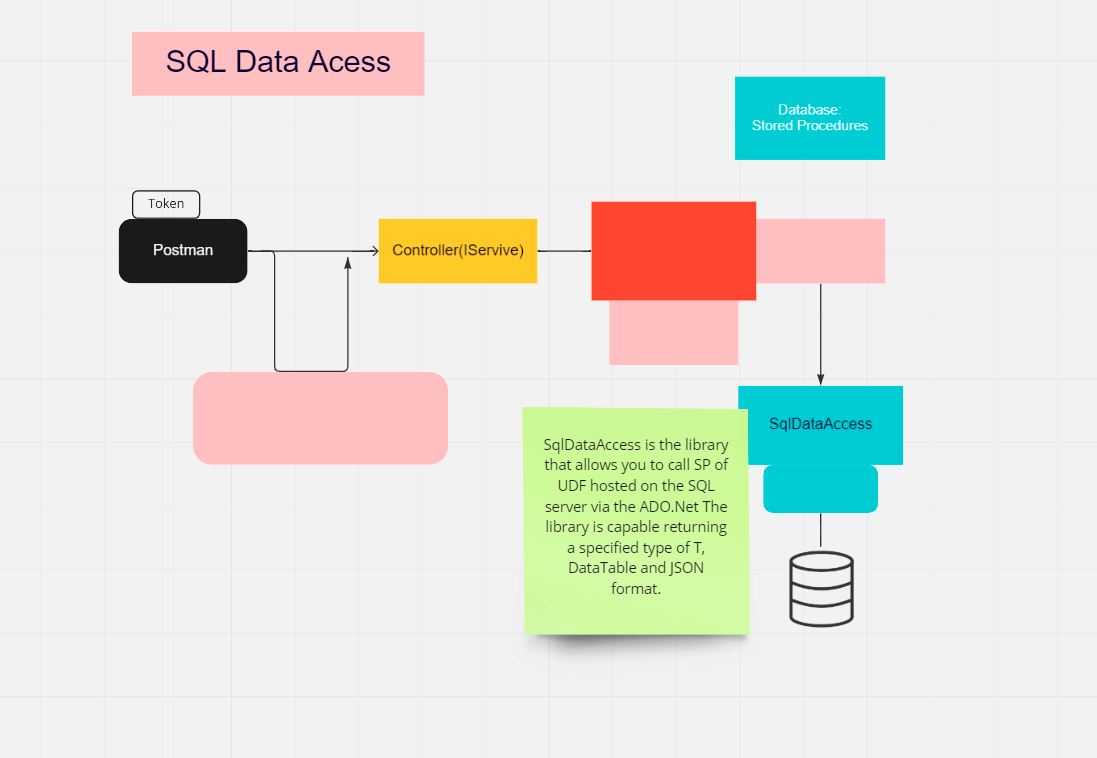 SQL Data Acess
Database:
Stored Procedures
Token
Postman
Controller(IServive)
SqlDataAccess
SqlDataAccess is the library
that allows you to call SP of
UDF hosted on the SQL
server via the ADO.Net The
library is capable returning
a specified type of T,
DataTable and JSON
format.